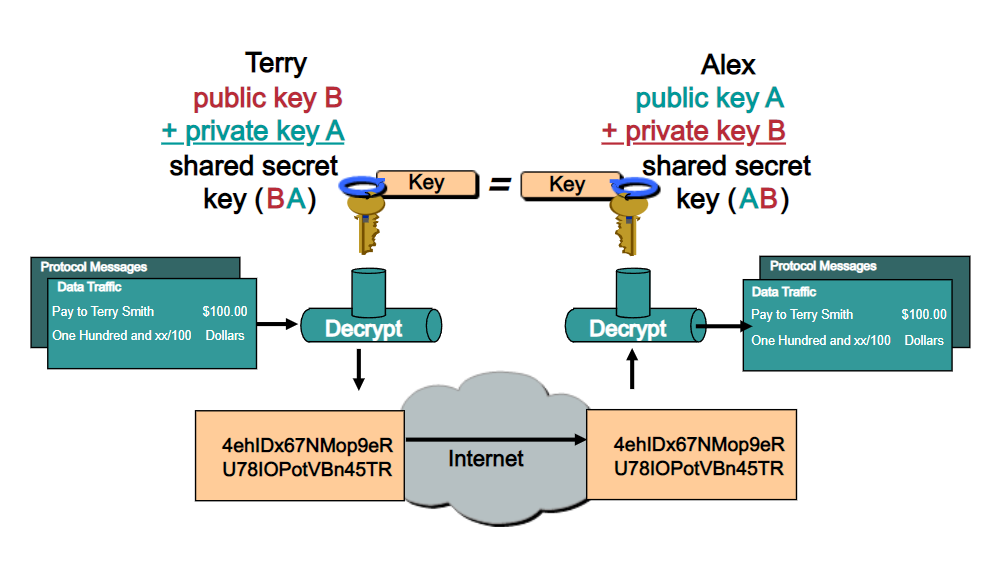 Terry
public key B
+ private key A
shared secret
key (BA)
Key
=
Key
Alex
public key A
+ private key B
shared secret
key (AB)
Protocol Messages
Data Traffic
Pay to Terry Smith $100.00
One Hundred and xx/100 Dollars
Decrypt
Decrypt
Protocol Messages
Data Traffic
Pay to Terry Smith $100.00
One Hundred and xx/100 Dollars
4ehIDx67NMop9eR
U78IOPotVBn45TR
Internet
4ehIDx67NMop9eR
U78IOPotVBn45TR